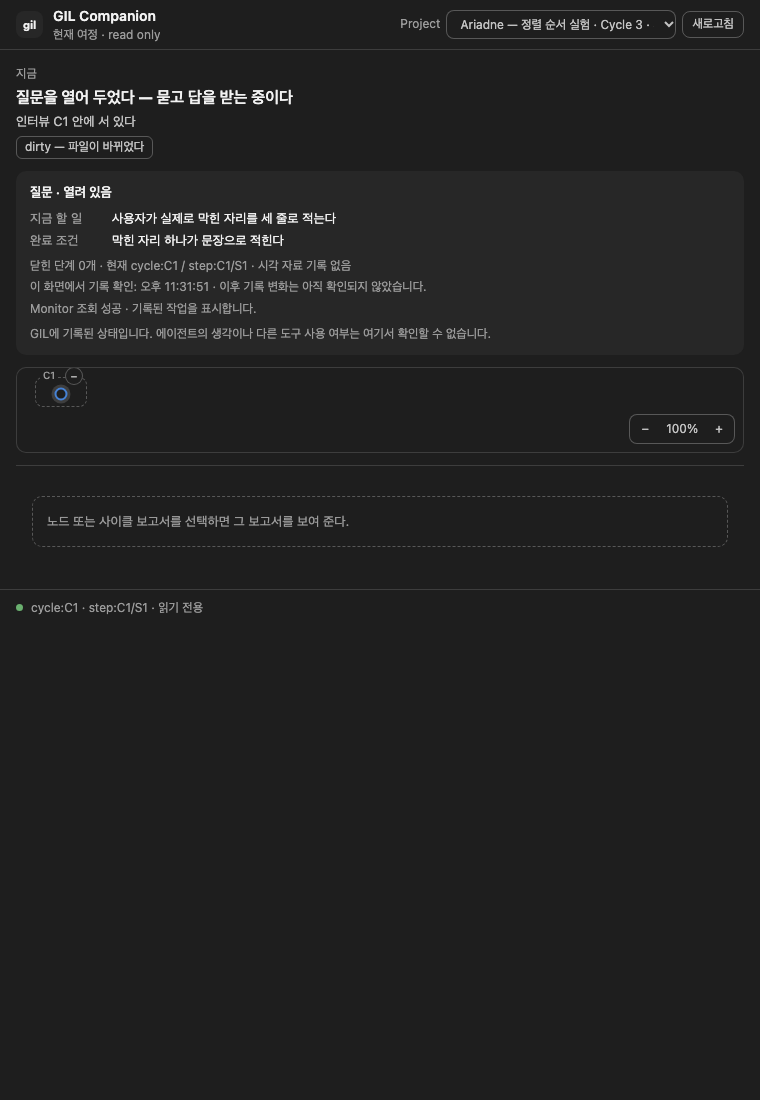 gil
GIL Companion
현재 여정 · read only
Project
Ariadne — 정렬 순서 실험 · Cycle 3 ·
새로고침
지금
질문을 열어 두었다 — 묻고 답을 받는 중이다
인터뷰 C1 안에 서 있다
dirty — 파일이 바뀌었다
질문 · 열려 있음
지금 할 일 사용자가 실제로 막힌 자리를 세 줄로 적는다
완료 조건 막힌 자리 하나가 문장으로 적힌다
닫힌 단계 0개 · 현재 cycle:C1 / step:C1/S1 · 시각 자료 기록 없음
이 화면에서 기록 확인: 오후 11:31:51 · 이후 기록 변화는 아직 확인되지 않았습니다.
Monitor 조회 성공 · 기록된 작업을 표시합니다.
GIL에 기록된 상태입니다. 에이전트의 생각이나 다른 도구 사용 여부는 여기서 확인할 수 없습니다.
C1 −
− 100% +
노드 또는 사이클 보고서를 선택하면 그 보고서를 보여 준다.
cycle:C1 · step:C1/S1 · 읽기 전용